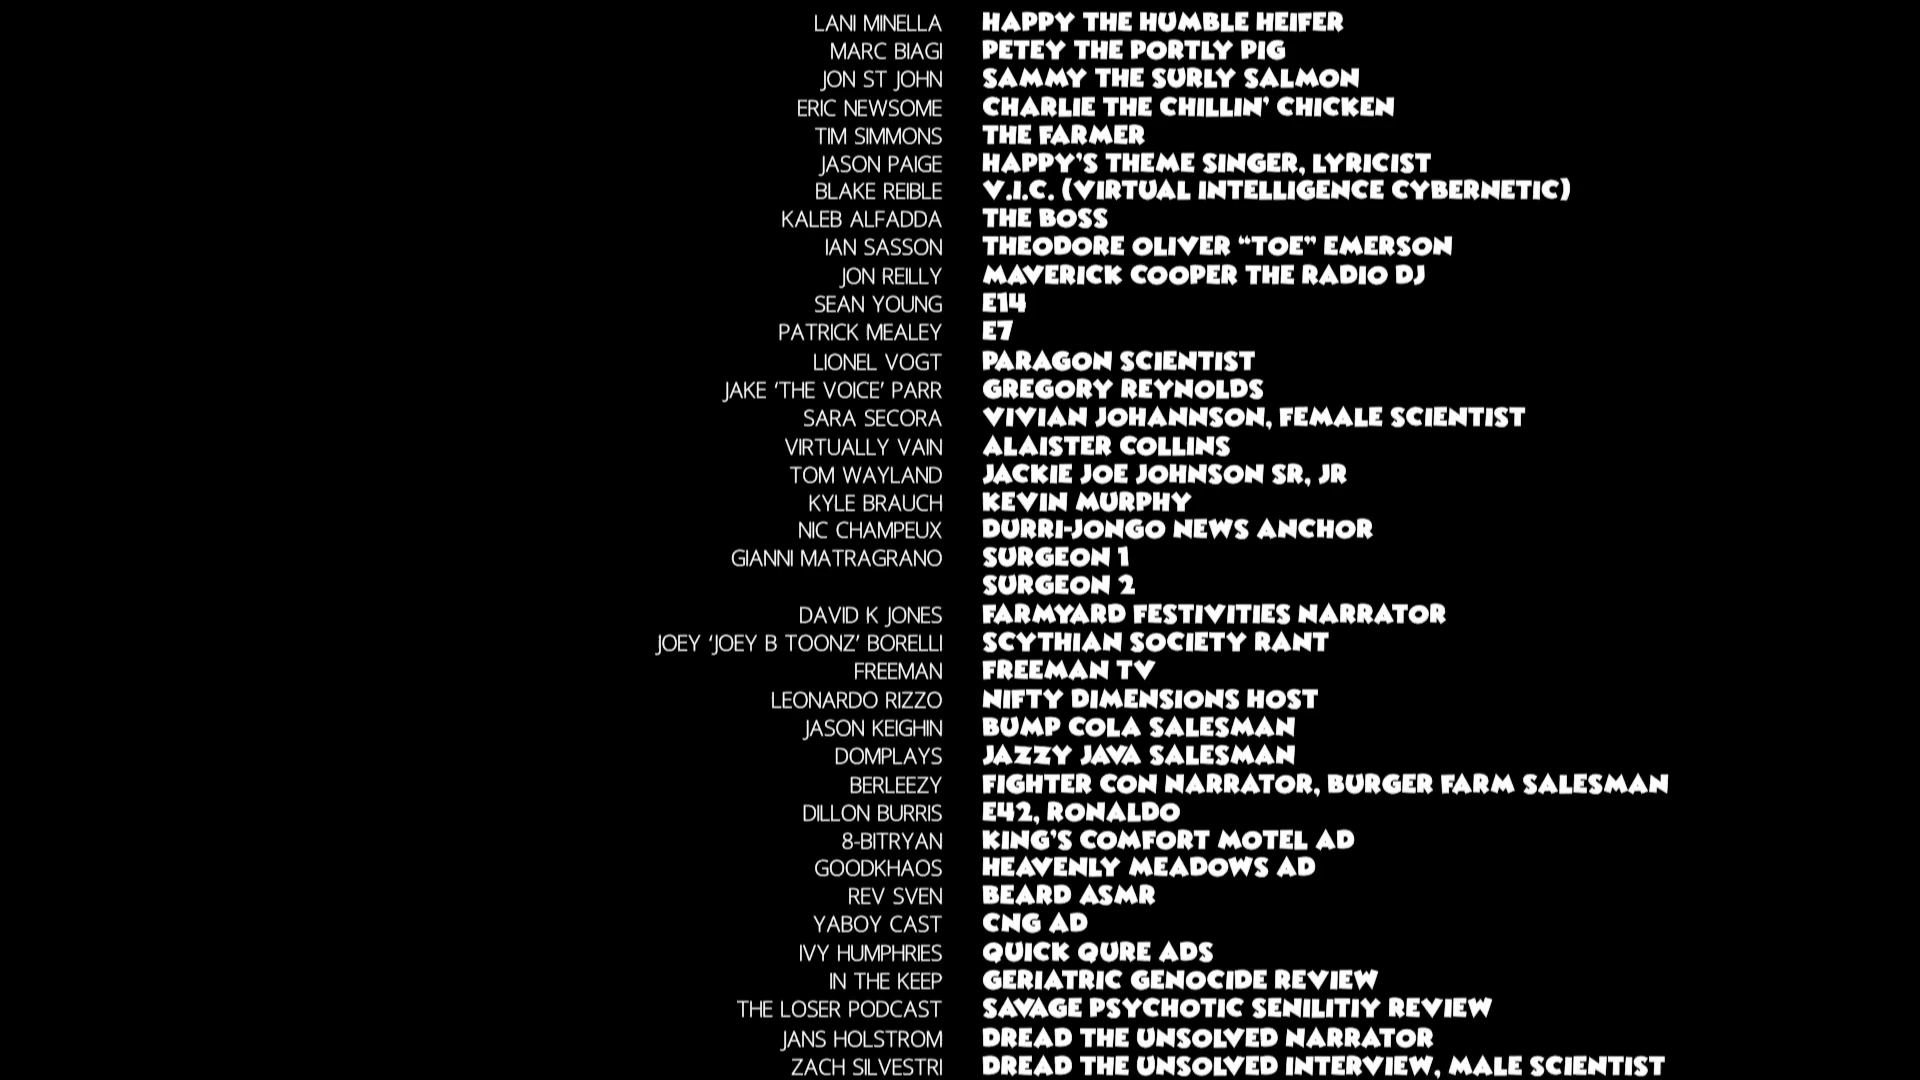 LANI MINELLA HAPPY THE HUMBLE HEIFER
MARC BIAGI PETEY THE PORTLY PIG
JON ST JOHN SAMMY THE SURLY SALMON
ERIC NEWSOME CHARLIE THE CHILLIN' CHICKEN
TIM SIMMONS THE FARMER
JASON PAIGE HAPPY'S THEME SINGER, LYRICIST
BLAKE REIBLE V.I.C. (VIRTUAL INTELLIGENCE CYBERNETIC)
KALEB ALFADDA THE BOSS
IAN SASSON THEODORE OLIVER “TOE” EMERSON
JON REILLY MAVERICK COOPER THE RADIO DJ
SEAN YOUNG E14
PATRICK MEALEY E7
LIONEL VOGT PARAGON SCIENTIST
JAKE ‘THE VOICE’ PARR GREGORY REYNOLDS
SARA SECORA VIVIAN JOHANNSON, FEMALE SCIENTIST
VIRTUALLY VAIN ALAISTER COLLINS
TOM WAYLAND JACKIE JOE JOHNSON SR, JR
KYLE BRAUCH KEVIN MURPHY
NIC CHAMPEUX DURRI-JONGO NEWS ANCHOR
GIANNI MATRAGRANO SURGEON 1
SURGEON 2
DAVID K JONES FARMYARD FESTIVITIES NARRATOR
JOEY ‘JOEY B TOONZ’ BORELLI SCYTHIAN SOCIETY RANT
FREEMAN FREEMAN TV
LEONARDO RIZZO NIFTY DIMENSIONS HOST
JASON KEIGHIN BUMP COLA SALESMAN
DOMPLAYS JAZZY JAVA SALESMAN
BERLEEZY FIGHTER CON NARRATOR, BURGER FARM SALESMAN
DILLON BURRIS E42, RONALDO
8-BITRYAN KING'S COMFORT MOTEL AD
GOODKHAOS HEAVENLY MEADOWS AD
REV SVEN BEARD ASMR
YABOY CAST CNG AD
IVY HUMPHRIES QUICK QURE ADS
IN THE KEEP GERIATRIC GENOCIDE REVIEW
THE LOSER PODCAST SAVAGE PSYCHOTIC SENILITIY REVIEW
JANS HOLSTROM DREAD THE UNSOLVED NARRATOR
ZACH SILVESTRI DREAD THE UNSOLVED INTERVIEW, MALE SCIENTIST